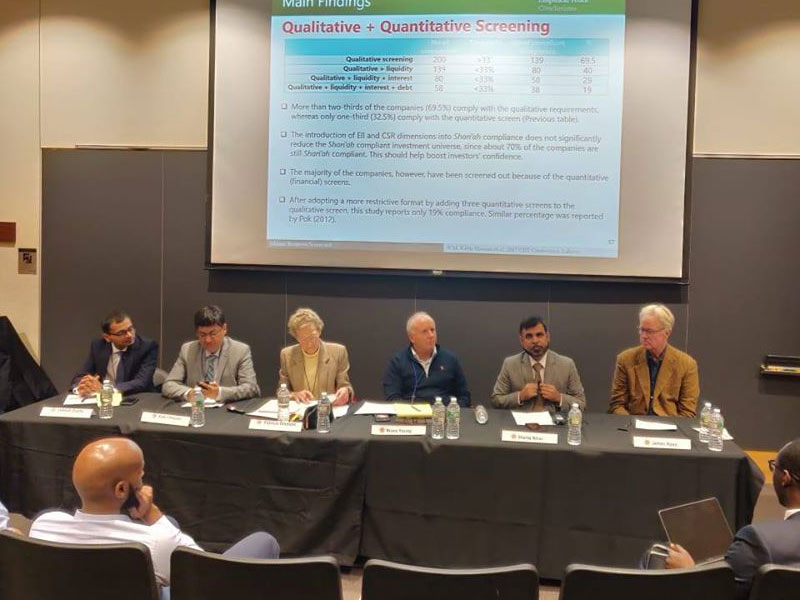 Main Findings
Qualitative + Quantitative Screening
Qualitative screening 200 139 69.5
Qualitative + liquidity 139 <33% 80 40
Qualitative + liquidity + interest 80 <33% 58 29
Qualitative + liquidity + interest + debt 58 <33% 38 19
More than two-thirds of the companies (69.5%) comply with the qualitative requirements,
whereas only one-third (32.5%) comply with the quantitative screen (Previous table).
The introduction of EII and CSR dimensions into Shari'ah compliance does not significantly
reduce the Shari'ah compliant investment universe, since about 70% of the companies are
still Shari'ah compliant. This should help boost investors' confidence.
The majority of the companies, however, have been screened out because of the quantitative
(financial) screens.
After adopting a more restrictive format by adding three quantitative screens to the
qualitative screen, this study reports only 19% compliance. Similar percentage was reported
by Pok (2012).
Bruce
James